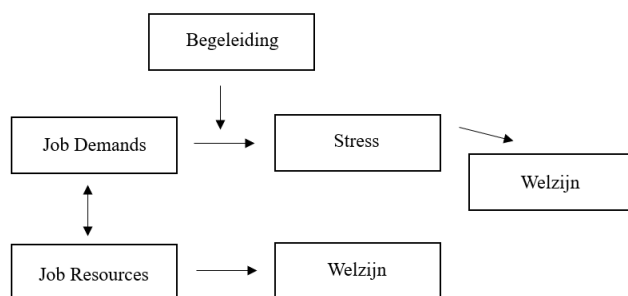 Begeleiding
Job Demands
Stress
Welzijn
Job Resources
Welzijn